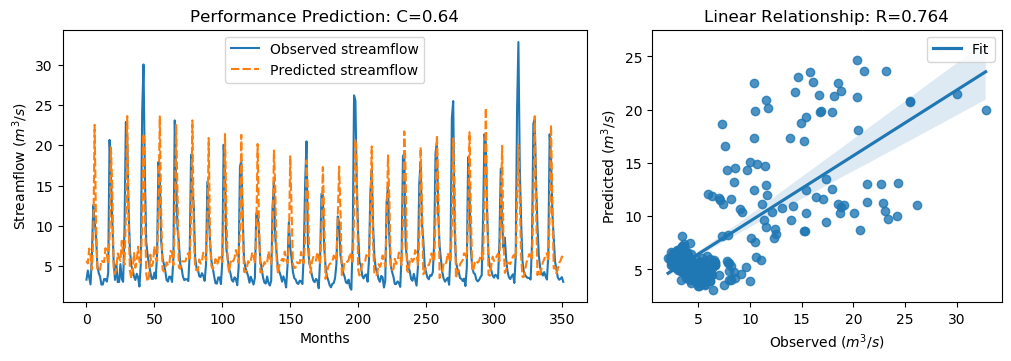 Performance Prediction: C=0.64
Observed streamflow
Predicted streamflow
Streamflow (m³/s)
30
25
20
15
10
5
0
50
100
150
200
250
300
350
Months
Linear Relationship: R=0.764
Fit
Predicted (m³/s)
25
20
15
10
5
5
10
15
20
25
30
Observed (m³/s)